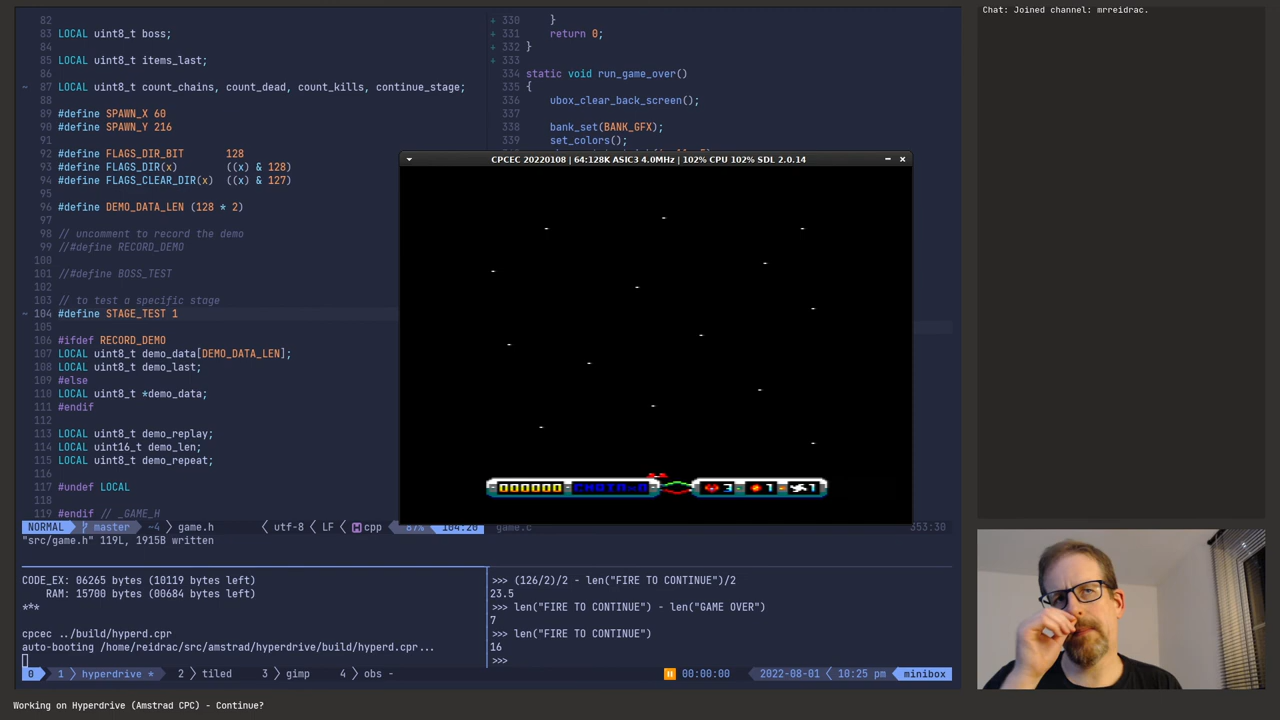 Chat: Joined channel: mrreidrac.
82
83 LOCAL uint8_t boss;
84
85 LOCAL uint8_t items_last;
86
~ 87 LOCAL uint8_t count_chains, count_dead, count_kills, continue_stage;
88
89 #define SPAWN_X 60
90 #define SPAWN_Y 216
91
92 #define FLAGS_DIR_BIT 128
93 #define FLAGS_DIR(x) ((x) & 128)
94 #define FLAGS_CLEAR_DIR(x) ((x) & 127)
95
96 #define DEMO_DATA_LEN (128 * 2)
97
98 // uncomment to record the demo
99 //#define RECORD_DEMO
100
101 //#define BOSS_TEST
102
103 // to test a specific stage
~ 104 #define STAGE_TEST 1
105
106 #ifdef RECORD_DEMO
107 LOCAL uint8_t demo_data[DEMO_DATA_LEN];
108 LOCAL uint8_t demo_last;
109 #else
110 LOCAL uint8_t *demo_data;
111 #endif
112
113 LOCAL uint8_t demo_replay;
114 LOCAL uint16_t demo_len;
115 LOCAL uint8_t demo_repeat;
116
117 #undef LOCAL
118
119 #endif // _GAME_H
+ 330 }
+ 331 return 0;
+ 332 }
+ 333
334 static void run_game_over()
335 {
336 ubox_clear_back_screen();
337
338 bank_set(BANK_GFX);
339 set_colors();
CPCEC 20220108 | 64:128K ASIC3 4.0MHz | 102% CPU 102% SDL 2.0.14
000000
3
1
1
NORMAL master ~4 game.h utf-8 LF cpp 87% 104:20 game.c 353:30
"src/game.h" 119L, 1915B written
CODE_EX: 06265 bytes (10119 bytes left)
RAM: 15700 bytes (00684 bytes left)
***
cpcec ../build/hyperd.cpr
auto-booting /home/reidrac/src/amstrad/hyperdrive/build/hyperd.cpr...
>>> (126/2)/2 - len("FIRE TO CONTINUE")/2
23.5
>>> len("FIRE TO CONTINUE") - len("GAME OVER")
7
>>> len("FIRE TO CONTINUE")
16
>>>
0 1 hyperdrive * 2 tiled 3 gimp 4 obs - 00:00:00 2022-08-01 10:25 pm minibox
Working on Hyperdrive (Amstrad CPC) - Continue?